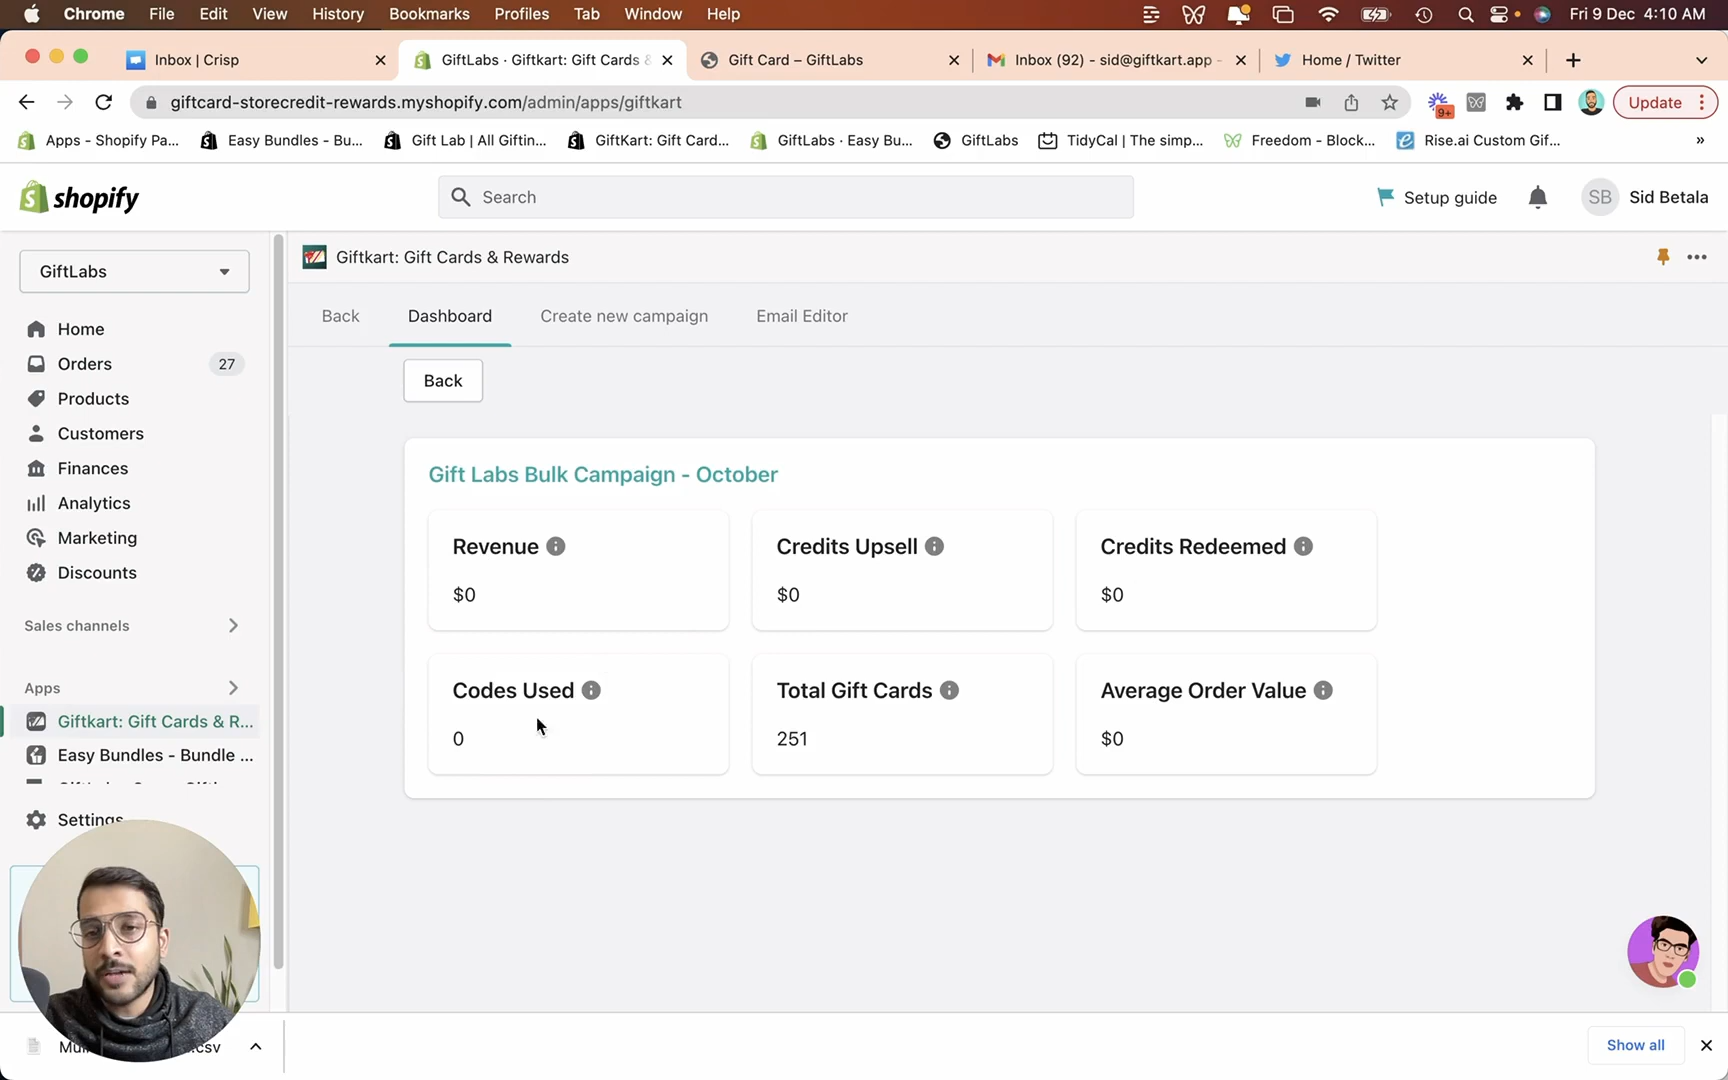 Chrome File Edit View History Bookmarks Profiles Tab Window Help Fri 9 Dec 4:10 AM
Inbox | Crisp GiftLabs · Giftkart: Gift Cards & Gift Card – GiftLabs Inbox (92) - sid@giftkart.app - Home / Twitter
giftcard-storecredit-rewards.myshopify.com/admin/apps/giftkart 9+ Update
Apps - Shopify Pa... Easy Bundles - Bu... Gift Lab | All Giftin... GiftKart: Gift Card... GiftLabs · Easy Bu... GiftLabs TidyCal | The simp... Freedom - Block... Rise.ai Custom Gif... »
shopify Search Setup guide SB Sid Betala
GiftLabs
Home
Orders 27
Products
Customers
Finances
Analytics
Marketing
Discounts
Sales channels
Apps
Giftkart: Gift Cards & R...
Easy Bundles - Bundle ...
Settings
Giftkart: Gift Cards & Rewards
Back Dashboard Create new campaign Email Editor
Back
Gift Labs Bulk Campaign - October
Revenue Credits Upsell Credits Redeemed
$0 $0 $0
Codes Used Total Gift Cards Average Order Value
0 251 $0
.csv Show all